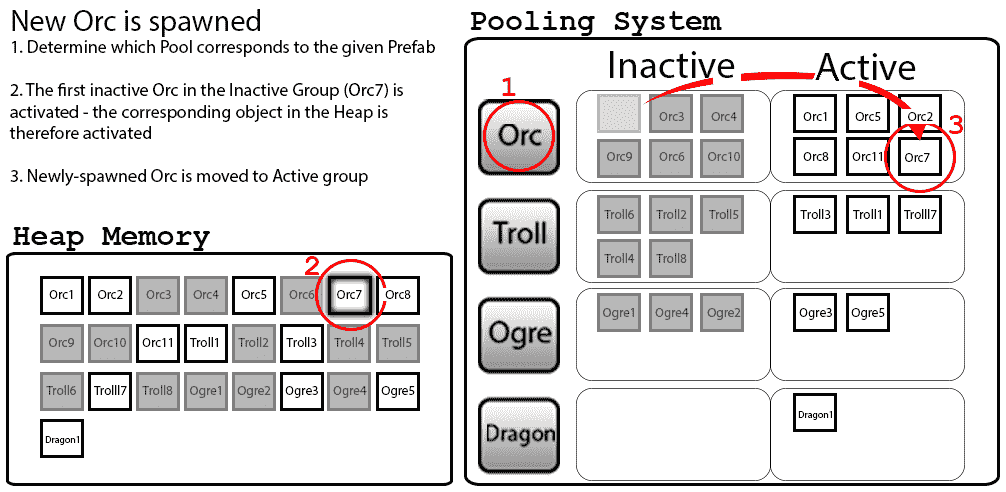 New Orc is spawned
1. Determine which Pool corresponds to the given Prefab
2. The first inactive Orc in the Inactive Group (Orc7) is
activated - the corresponding object in the Heap is
therefore activated
3. Newly-spawned Orc is moved to Active group
Heap Memory
2
Orc1 Orc2 Orc3 Orc4 Orc5 Orc6 Orc7 Orc8
Orc9 Orc10 Orc11 Troll1 Troll2 Troll3 Troll4 Troll5
Troll6 Trolll7 Troll8 Ogre1 Ogre2 Ogre3 Ogre4 Ogre5
Dragon1
Pooling System
Inactive Active
1
Orc
Orc3 Orc4 Orc1 Orc5 Orc2
3
Orc9 Orc6 Orc10 Orc8 Orc11 Orc7
Troll
Troll6 Troll2 Troll5 Troll3 Troll1 Trolll7
Troll4 Troll8
Ogre
Ogre1 Ogre4 Ogre2 Ogre3 Ogre5
Dragon
Dragon1